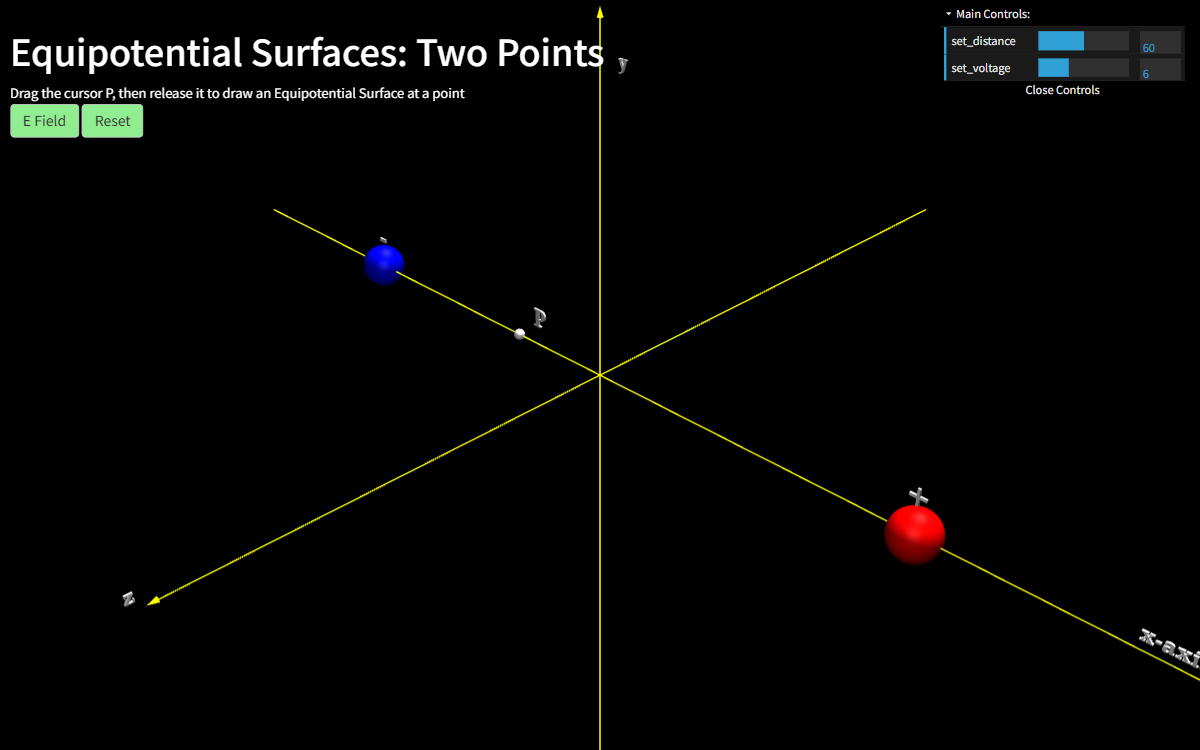 Equipotential Surfaces: Two Points
Drag the cursor P, then release it to draw an Equipotential Surface at a point
E Field Reset
Main Controls:
set_distance 60
set_voltage 6
Close Controls
y
-
P
+
z
x-axi